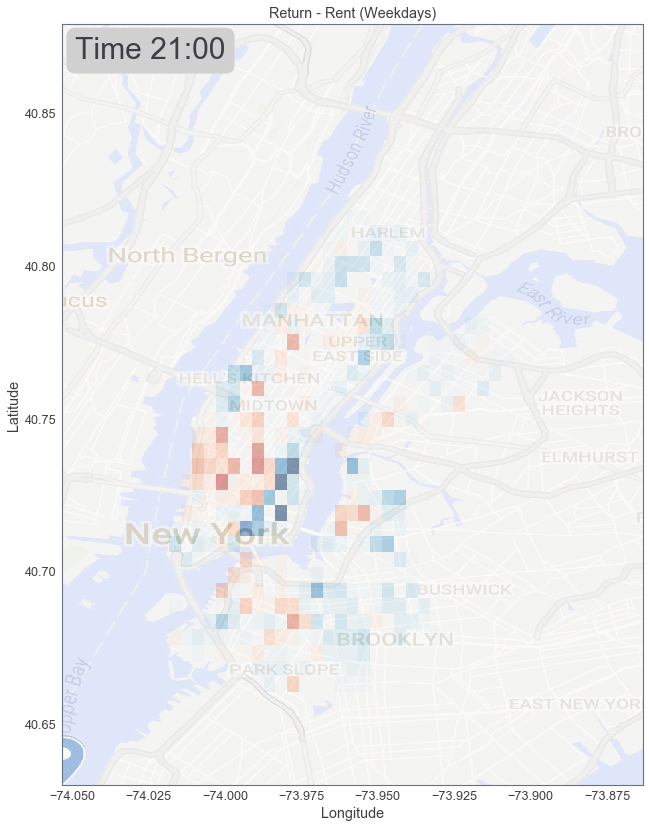 Return - Rent (Weekdays)
Time 21:00
40.85
BRO
Hudson River
HARLEM
North Bergen
40.80
East River
ucus
MANHATTAN
UPPER
EAST SIDE
HELL'S KITCHEN
MIDTOWN
JACKSON
HEIGHTS
40.75
Latitude
ELMHURST
New York
40.70
BUSHWICK
BROOKLYN
PARK SLOPE
pper Bay
EAST NEW YOR
40.65
−74.050 −74.025 −74.000 −73.975 −73.950 −73.925 −73.900 −73.875
Longitude